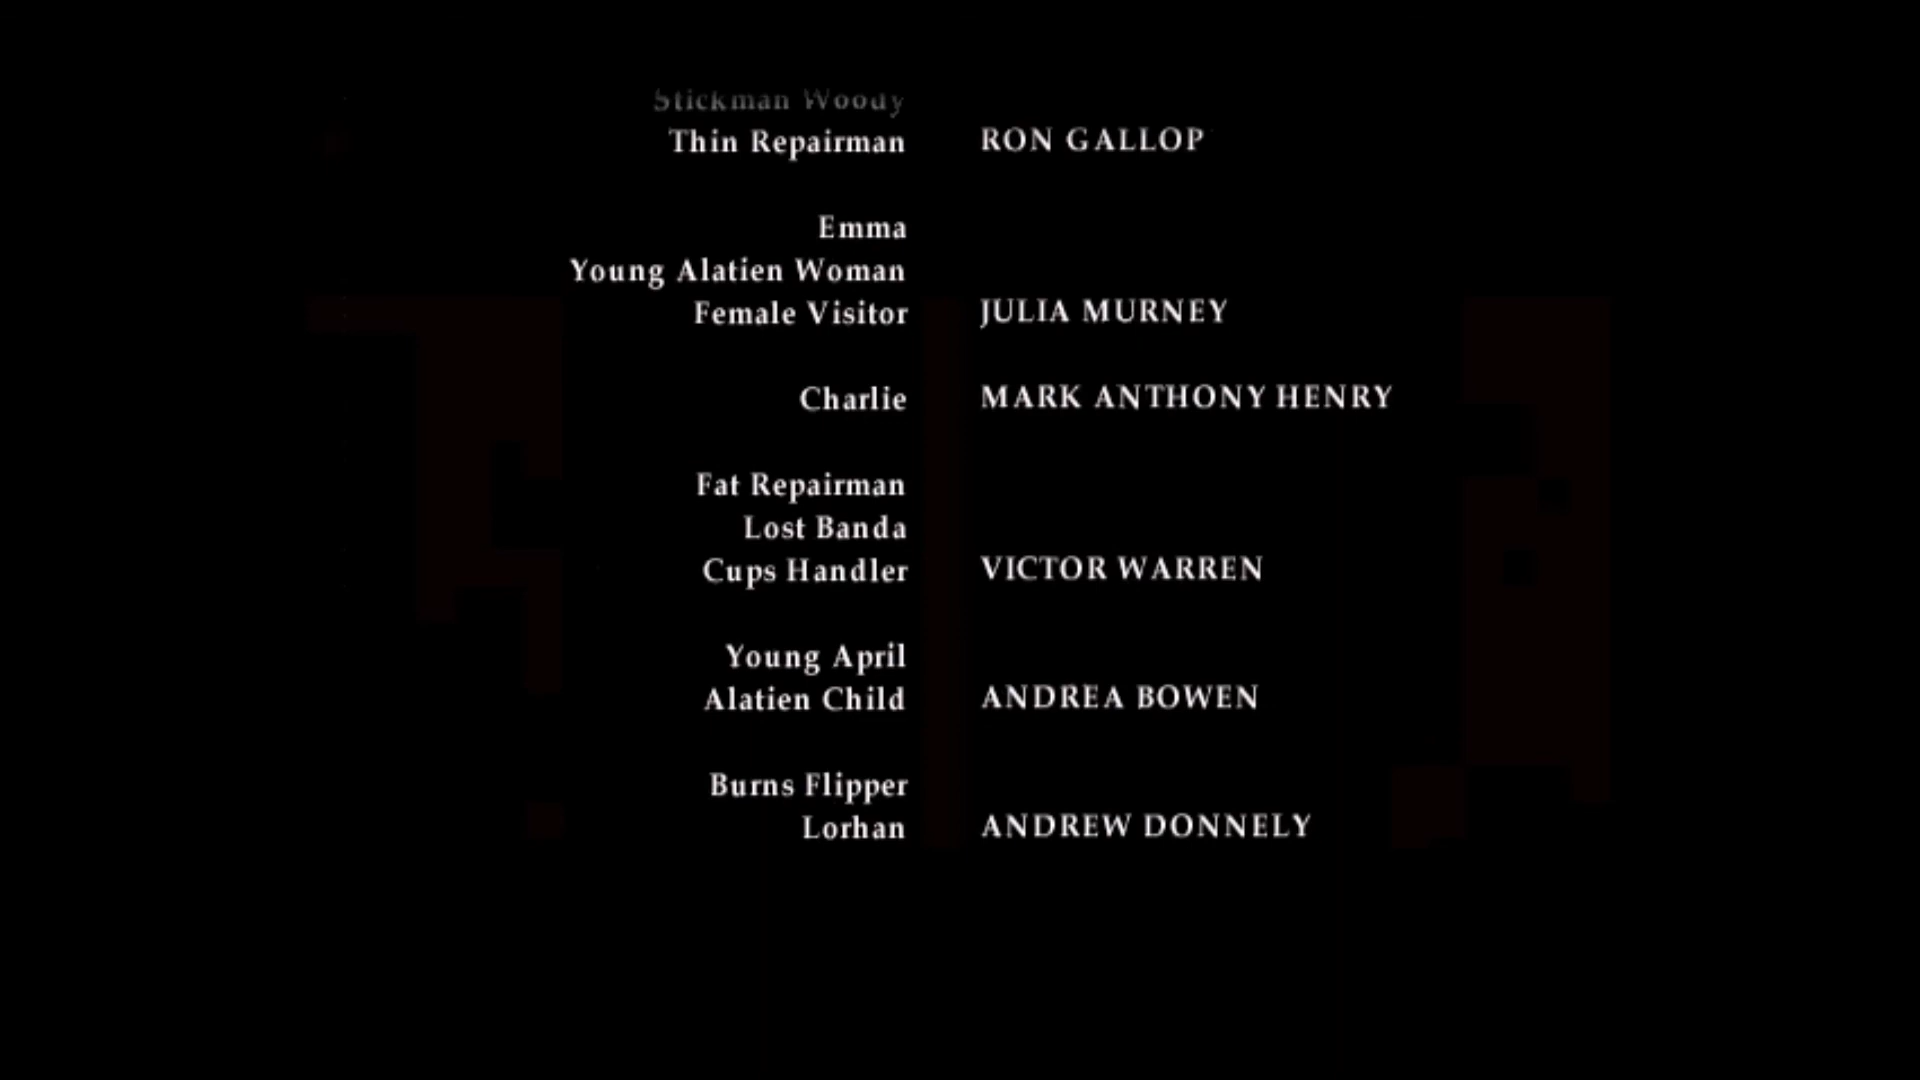 Stickman Woody
Thin Repairman RON GALLOP
Emma
Young Alatien Woman
Female Visitor JULIA MURNEY
Charlie MARK ANTHONY HENRY
Fat Repairman
Lost Banda
Cups Handler VICTOR WARREN
Young April
Alatien Child ANDREA BOWEN
Burns Flipper
Lorhan ANDREW DONNELY